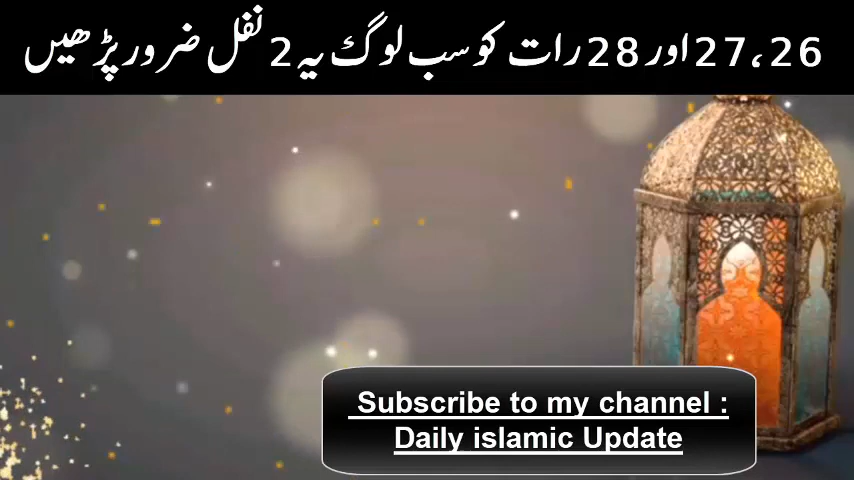 26،27 اور 28 رات کو سب لوگ یہ 2 نفل ضرور پڑھیں
Subscribe to my channel :
Daily islamic Update